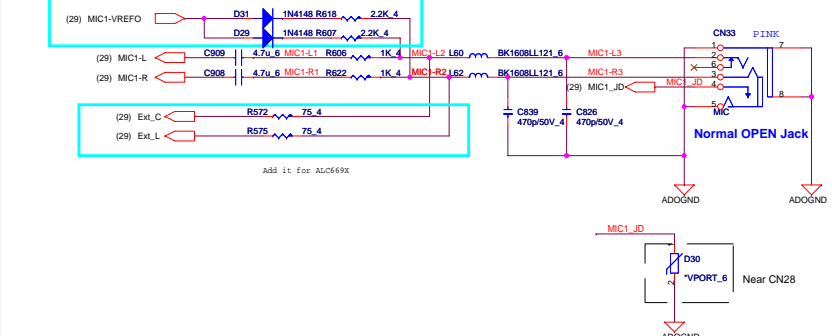 (29) MIC1-VREFO D31 1N4148 R618 2.2K_4
D29 1N4148 R607 2.2K_4
CN33 PINK
(29) MIC1-L C909 4.7u_6 MIC1-L1 R606 1K_4 MIC1-L2 L60 BK1608LL121_6 MIC1-L3
(29) MIC1-R C908 4.7u_6 MIC1-R1 R622 1K_4 MIC1-R2 L62 BK1608LL121_6 MIC1-R3
(29) MIC1_JD MIC1_JD
1
2
6
3
4
5
7
8
MIC
(29) Ext_C R572 75_4
(29) Ext_L R575 75_4
C839
470p/50V_4
C826
470p/50V_4
Normal OPEN Jack
Add it for ALC669X
ADOGND
ADOGND
MIC1_JD
1
D30
*VPORT_6
2
Near CN28
ADOGND